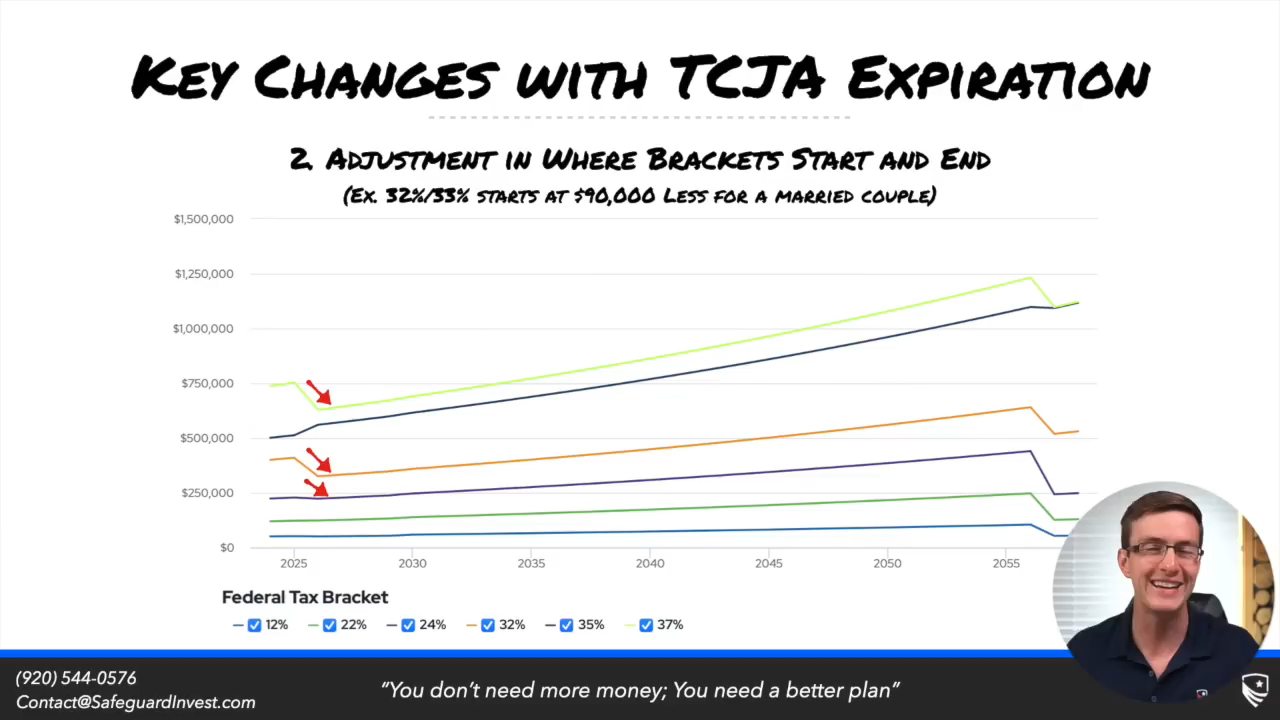 Key Changes with TCJA Expiration
2. Adjustment in Where Brackets Start and End
(Ex. 32%/33% starts at $90,000 Less for a married couple)
$1,500,000
$1,250,000
$1,000,000
$750,000
$500,000
$250,000
$0
2025 2030 2035 2040 2045 2050 2055
Federal Tax Bracket
12% 22% 24% 32% 35% 37%
(920) 544-0576
Contact@SafeguardInvest.com
"You don't need more money; You need a better plan"